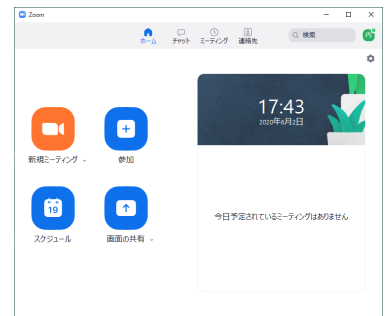 Zoom
ホーム チャット ミーティング 連絡先 検索
17:43
2020年6月2日
新規ミーティング 参加
19
スケジュール 画面の共有
今日予定されているミーティングはありません